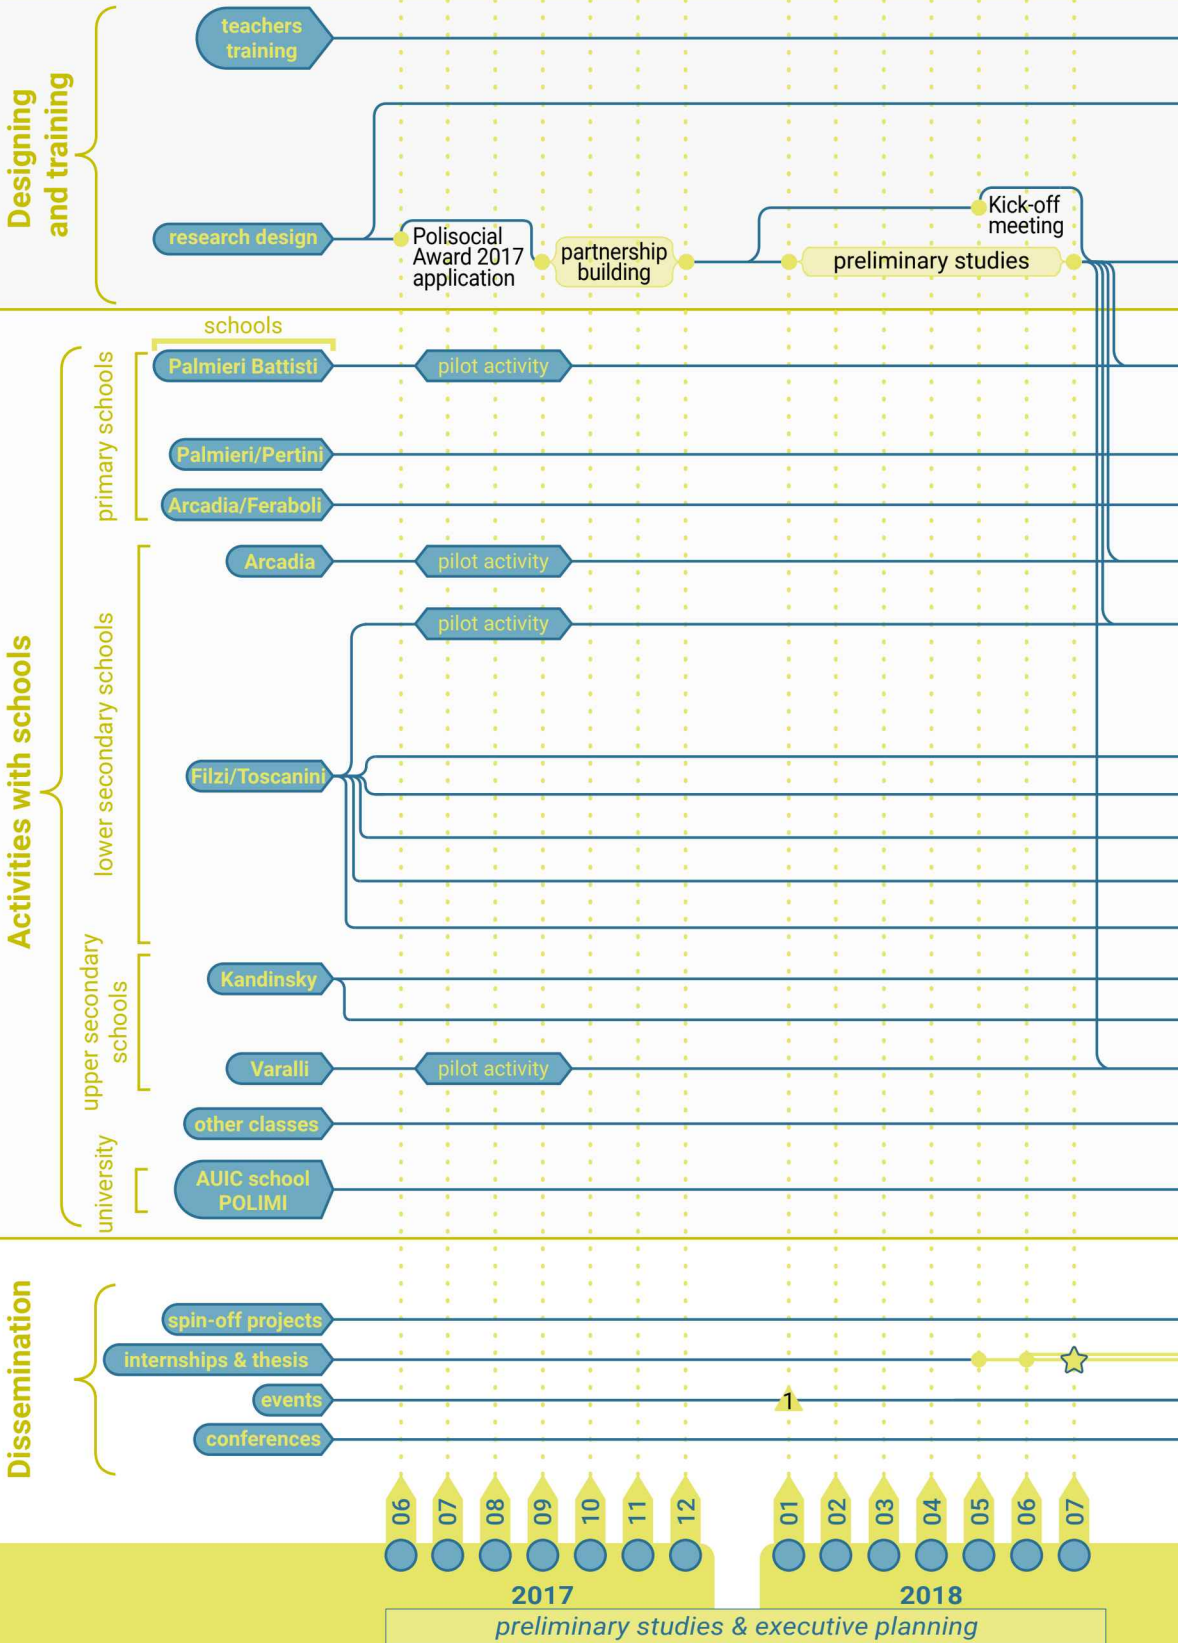 Designing
and training
teachers
training
research design
Polisocial
Award 2017
application
partnership
building
preliminary studies
Kick-off
meeting
Activities with schools
schools
primary schools
Palmieri Battisti
pilot activity
Palmieri/Pertini
Arcadia/Feraboli
lower secondary schools
Arcadia
pilot activity
pilot activity
Filzi/Toscanini
upper secondary
schools
Kandinsky
Varalli
pilot activity
other classes
university
AUIC school
POLIMI
Dissemination
spin-off projects
internships & thesis
events
1
conferences
06 07 08 09 10 11 12 01 02 03 04 05 06 07
2017 2018
preliminary studies & executive planning